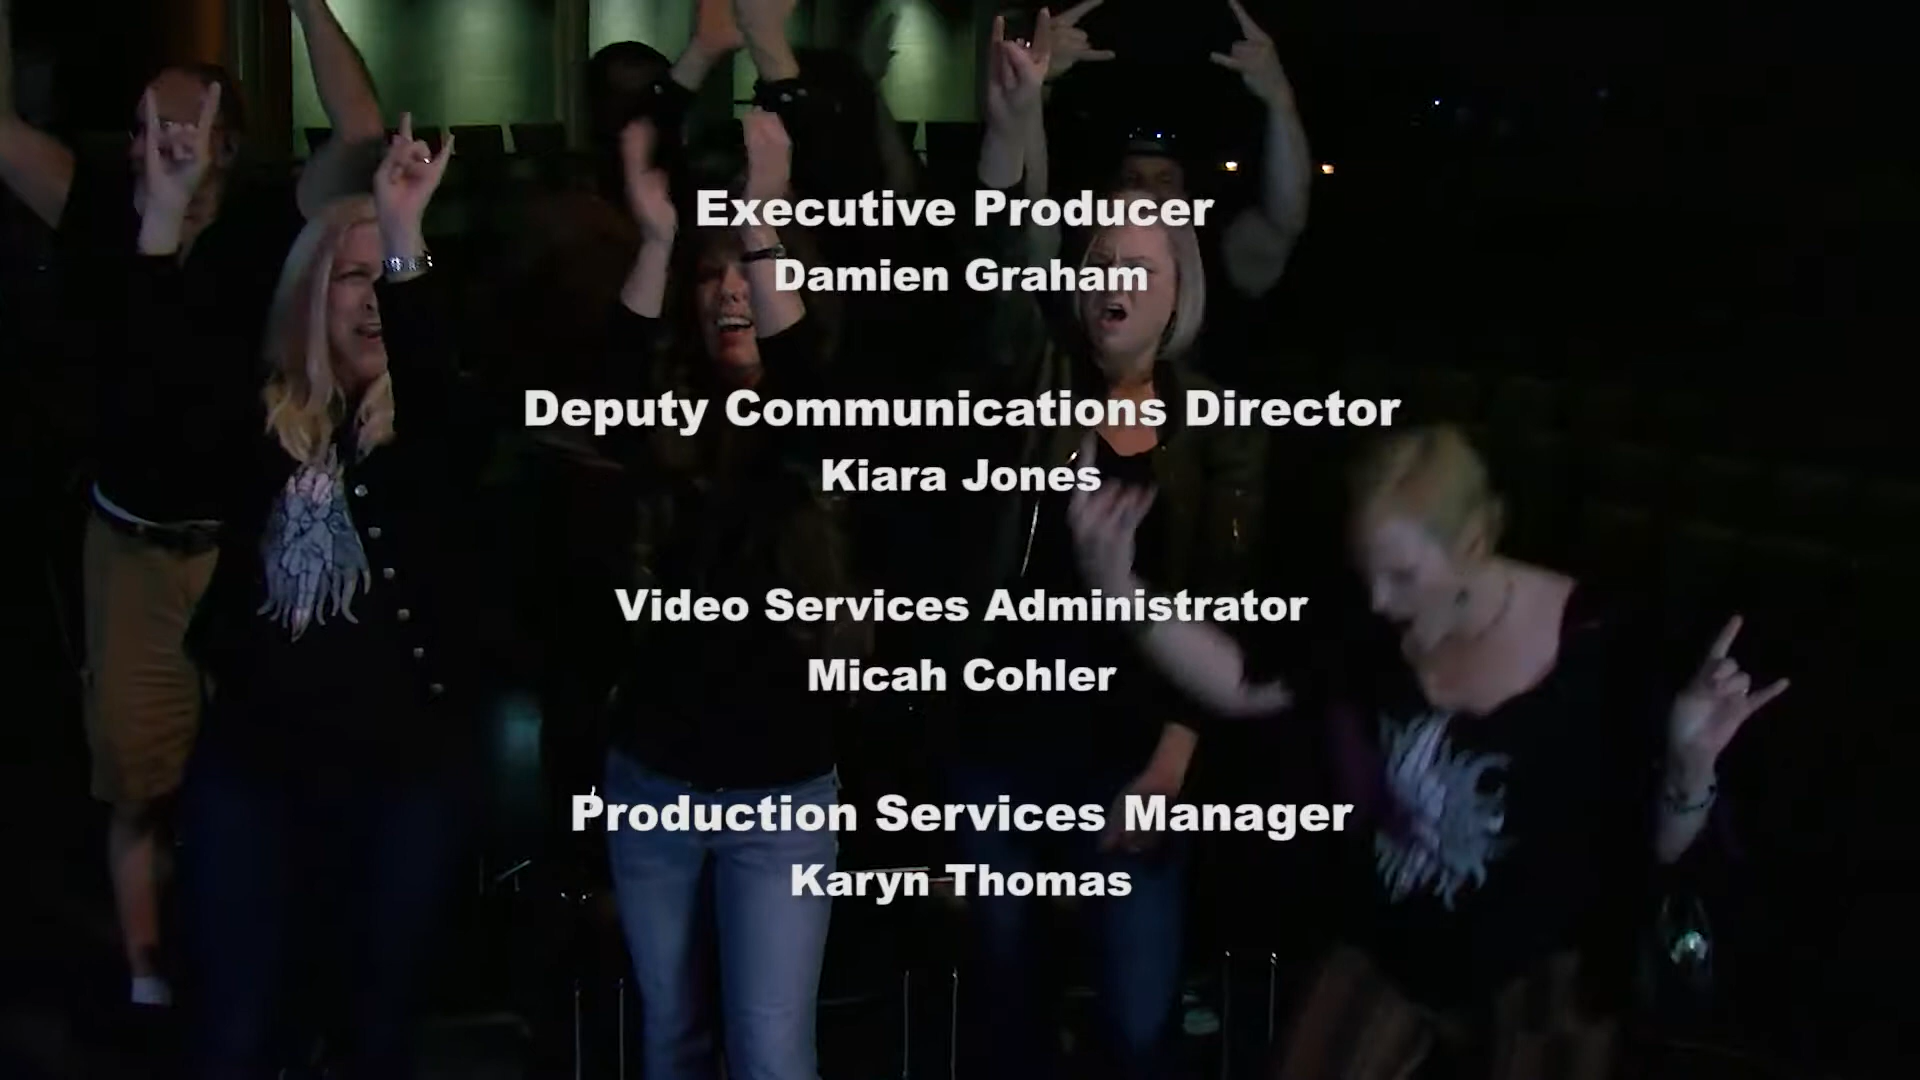 Executive Producer
Damien Graham
Deputy Communications Director
Kiara Jones
Video Services Administrator
Micah Cohler
Production Services Manager
Karyn Thomas